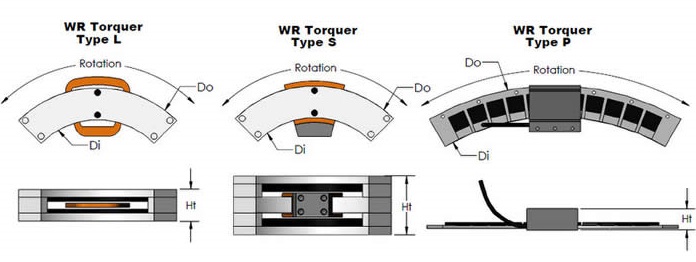 WR Torquer
Type L
Rotation
Do
Di
Ht
WR Torquer
Type S
Rotation
Do
Di
Ht
WR Torquer
Type P
Do
Rotation
Di
Ht